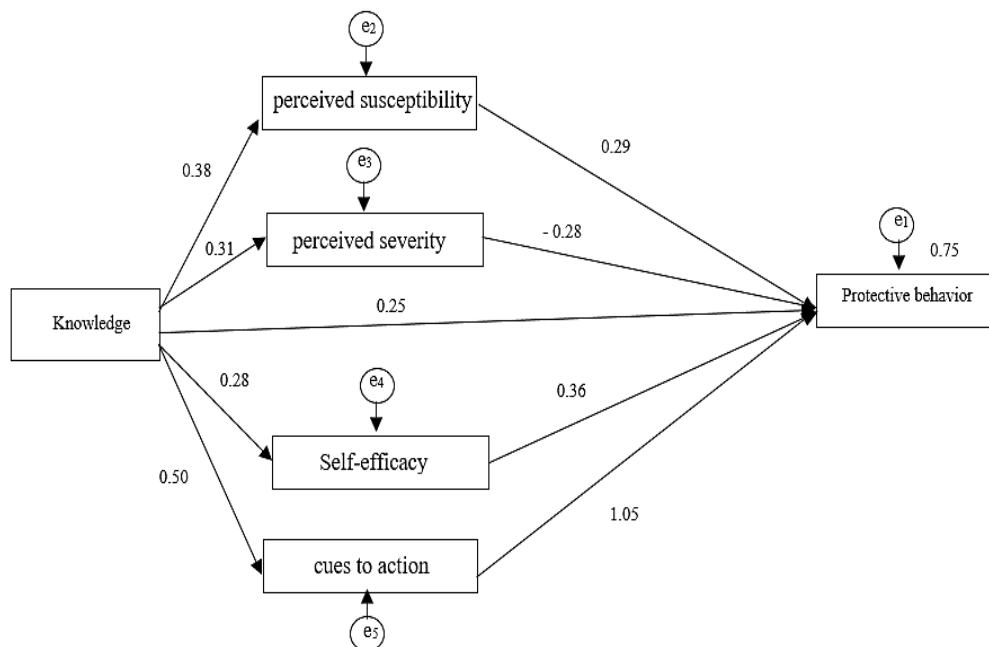 e2
perceived susceptibility
0.29
e3
0.38
perceived severity
0.31
- 0.28
e1
0.75
Protective behavior
Knowledge
0.25
e4
0.28
0.36
Self-efficacy
0.50
1.05
cues to action
e5